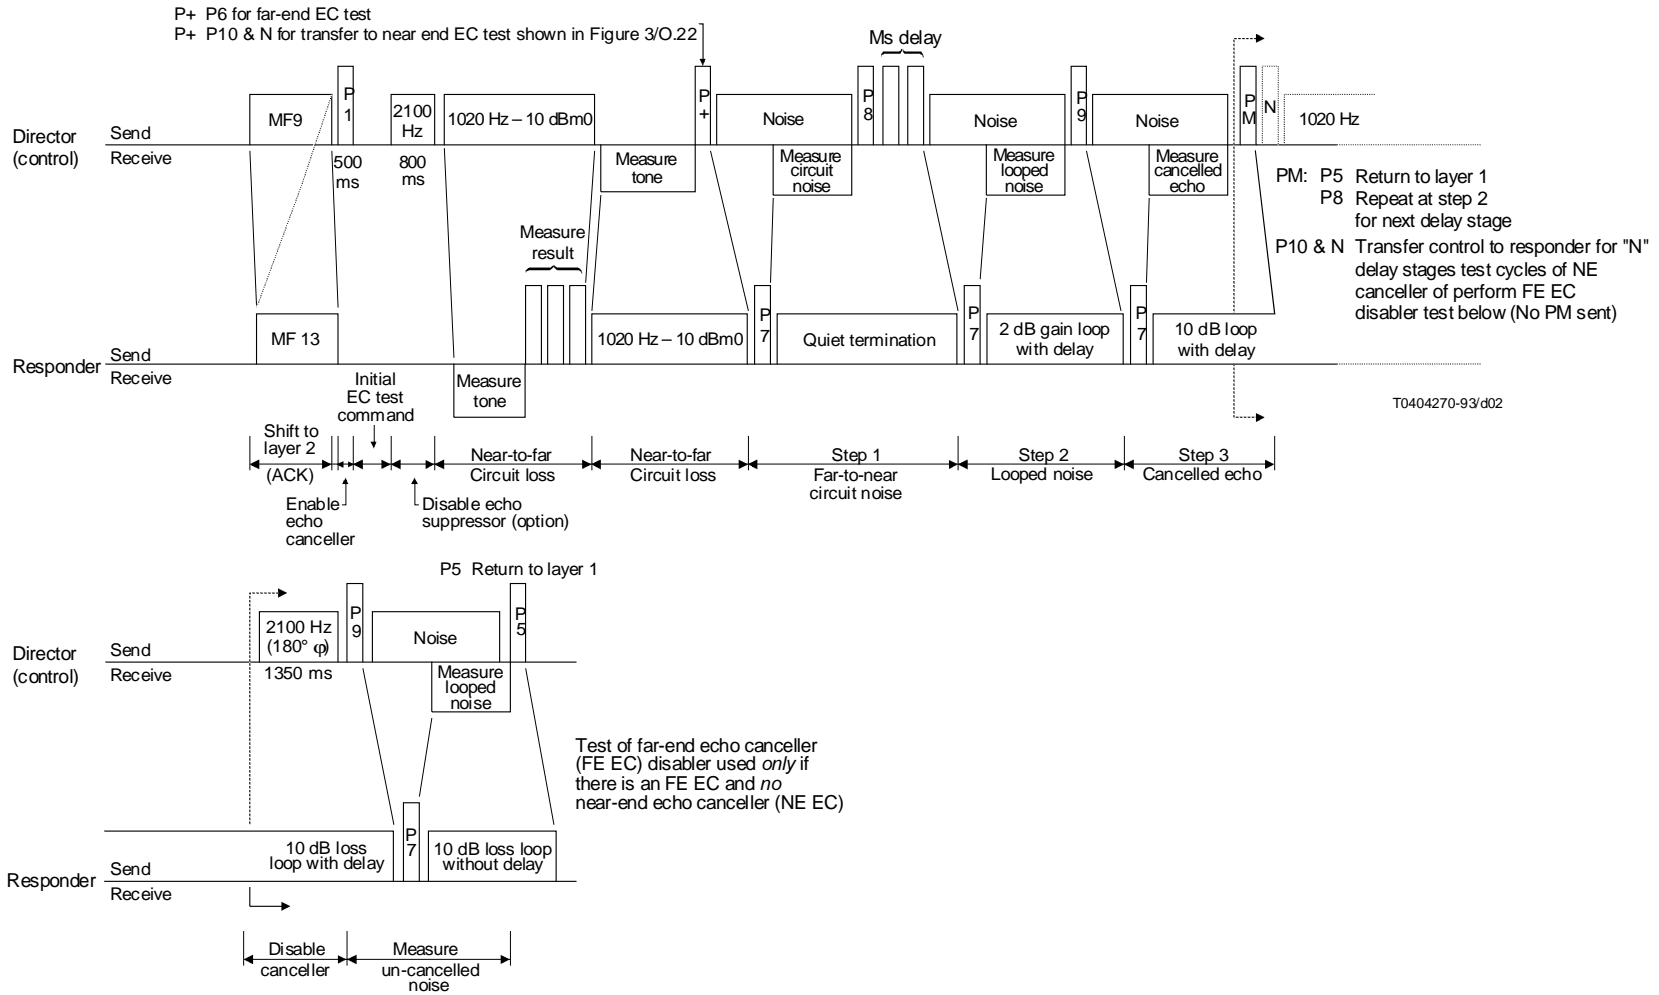 P+ P6 for far-end EC test
P+ P10 & N for transfer to near end EC test shown in Figure 3/O.22
Ms delay
Director
(control)
Send
Receive
MF9
P
1
500
ms
2100
Hz
800
ms
1020 Hz – 10 dBm0
Measure
tone
P
+
Noise
Measure
circuit
noise
P
8
Noise
Measure
looped
noise
P
9
Noise
Measure
cancelled
echo
P
M
N
1020 Hz
PM: P5 Return to layer 1
P8 Repeat at step 2
for next delay stage
P10 & N Transfer control to responder for "N"
delay stages test cycles of NE
canceller of perform FE EC
disabler test below (No PM sent)
Measure
result
Responder
Send
Receive
MF 13
Initial
EC test
command
Measure
tone
1020 Hz – 10 dBm0
P
7
Quiet termination
P
7
2 dB gain loop
with delay
P
7
10 dB loop
with delay
T0404270-93/d02
Shift to
layer 2
(ACK)
Near-to-far
Circuit loss
Near-to-far
Circuit loss
Step 1
Far-to-near
circuit noise
Step 2
Looped noise
Step 3
Cancelled echo
Enable
echo
canceller
Disable echo
suppressor (option)
P5 Return to layer 1
Director
(control)
Send
Receive
2100 Hz
(180° φ)
1350 ms
P
9
Noise
Measure
looped
noise
P
5
Test of far-end echo canceller
(FE EC) disabler used only if
there is an FE EC and no
near-end echo canceller (NE EC)
Responder
Send
Receive
10 dB loss
loop with delay
P
7
10 dB loss loop
without delay
Disable
canceller
Measure
un-cancelled
noise